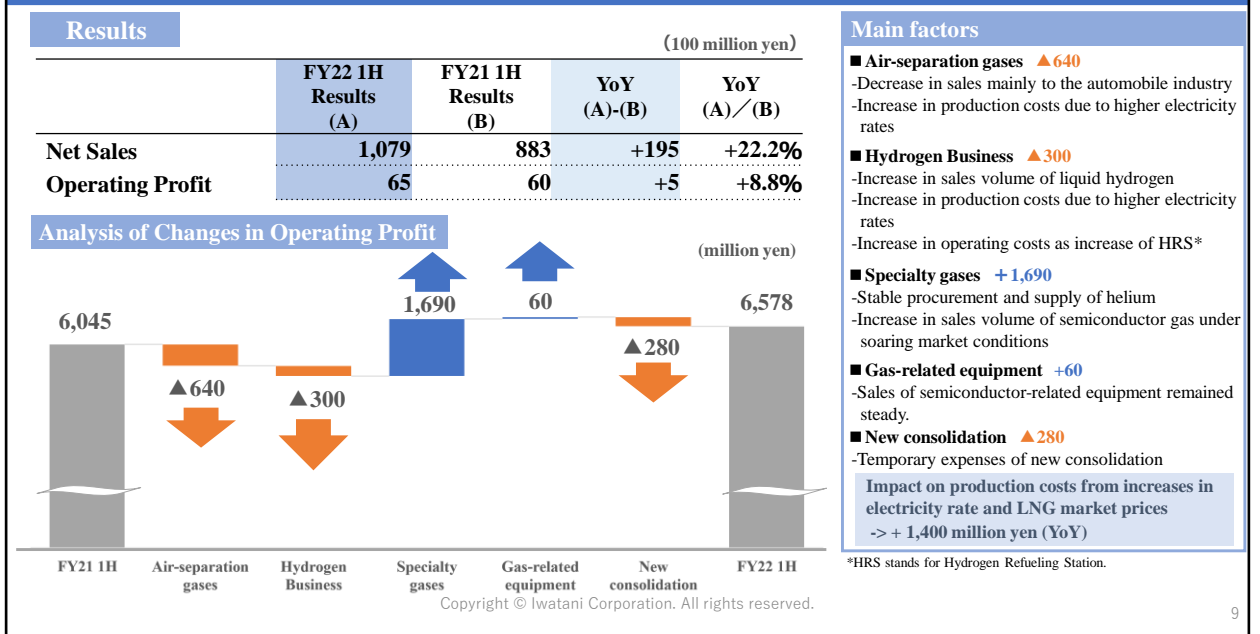 Results
(100 million yen)
FY22 1H Results (A) FY21 1H Results (B) YoY (A)-(B) YoY (A)／(B)
Net Sales 1,079 883 +195 +22.2%
Operating Profit 65 60 +5 +8.8%
Analysis of Changes in Operating Profit
(million yen)
6,045
▲640
▲300
1,690
60
▲280
6,578
FY21 1H
Air-separation
gases
Hydrogen
Business
Specialty
gases
Gas-related
equipment
New
consolidation
FY22 1H
Main factors
■Air-separation gases ▲640
-Decrease in sales mainly to the automobile industry
-Increase in production costs due to higher electricity
rates
■Hydrogen Business ▲300
-Increase in sales volume of liquid hydrogen
-Increase in production costs due to higher electricity
rates
-Increase in operating costs as increase of HRS*
■Specialty gases ＋1,690
-Stable procurement and supply of helium
-Increase in sales volume of semiconductor gas under
soaring market conditions
■Gas-related equipment +60
-Sales of semiconductor-related equipment remained
steady.
■New consolidation ▲280
-Temporary expenses of new consolidation
Impact on production costs from increases in
electricity rate and LNG market prices
-> + 1,400 million yen (YoY)
*HRS stands for Hydrogen Refueling Station.
Copyright © Iwatani Corporation. All rights reserved.
9